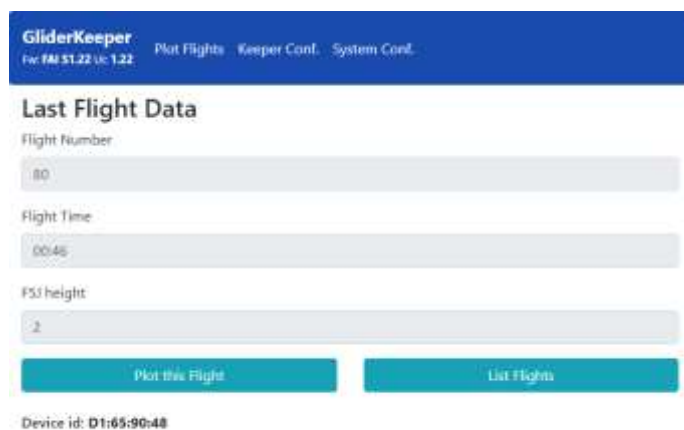 GliderKeeper
Fw: FAI S1.22 UI: 1.22
Plot Flights Keeper Conf. System Conf.
Last Flight Data
Flight Number
80
Flight Time
00:46
F5J height
2
Plot this Flight
List Flights
Device id: D1:65:90:48